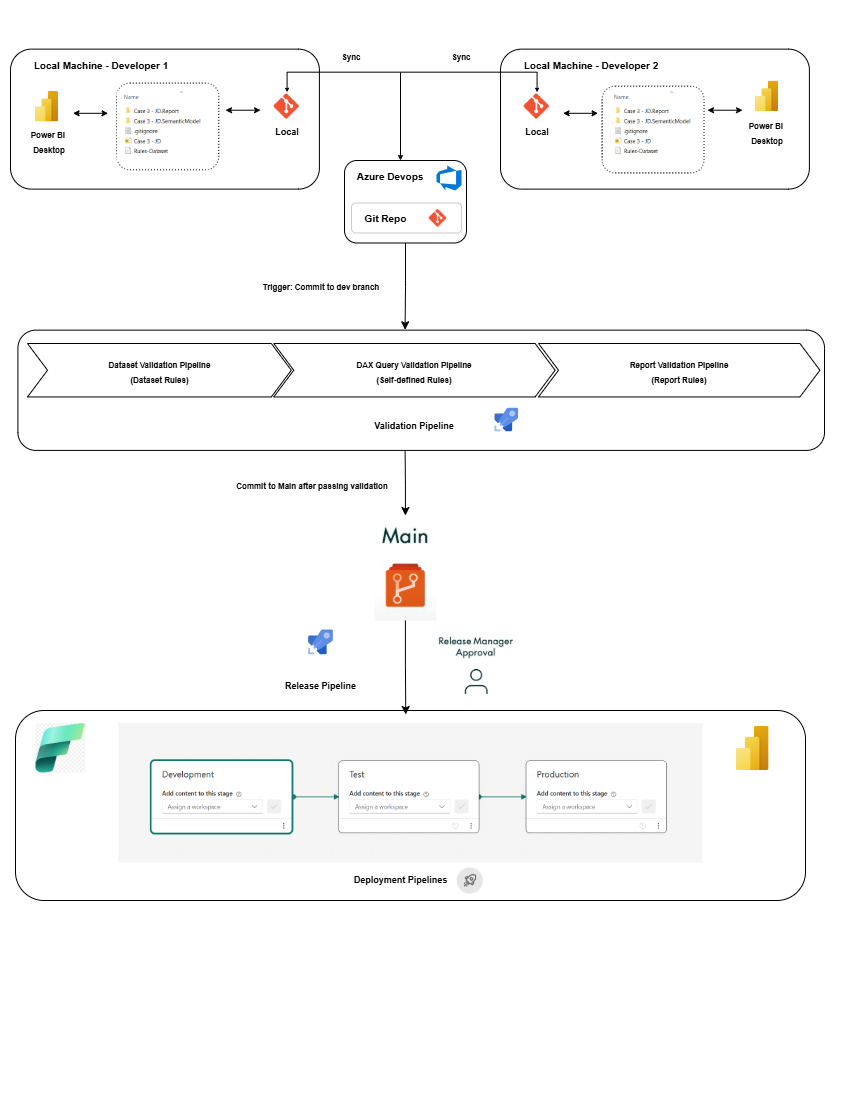 Sync
Sync
Local Machine - Developer 1
Local Machine - Developer 2
Power BI
Desktop
Name
Case 3 - JD.Report
Case 3 - JD.SemanticModel
.gitignore
Case 3 - JD
Rules-Dataset
Local
Local
Name
Case 3 - JD.Report
Case 3 - JD.SemanticModel
.gitignore
Case 3 - JD
Rules-Dataset
Power BI
Desktop
Azure Devops
Git Repo
Trigger: Commit to dev branch
Dataset Validation Pipeline
(Dataset Rules)
DAX Query Validation Pipeline
(Self-defined Rules)
Report Validation Pipeline
(Report Rules)
Validation Pipeline
Commit to Main after passing validation
Main
Release Manager
Approval
Release Pipeline
Development
Add content to this stage
Assign a workspace
Test
Add content to this stage
Assign a workspace
Production
Add content to this stage
Assign a workspace
Deployment Pipelines